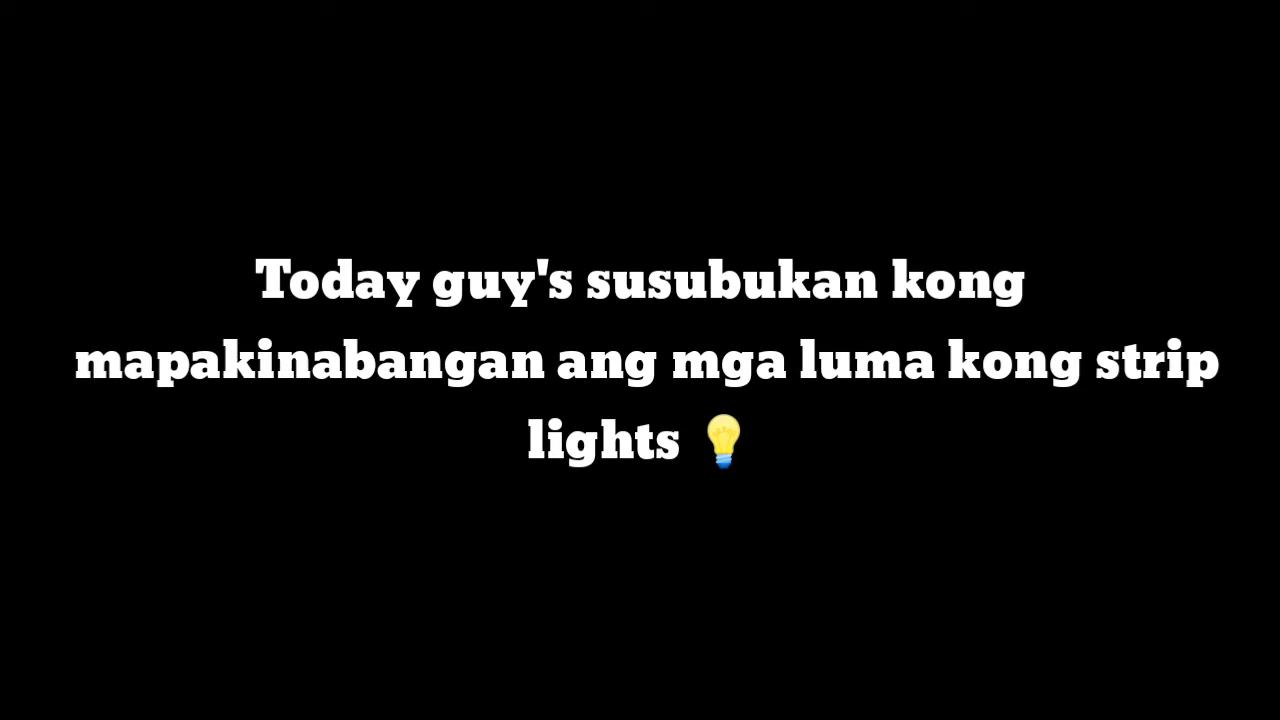 Today guy's susubukan kong
mapakinabangan ang mga luma kong strip
lights 💡